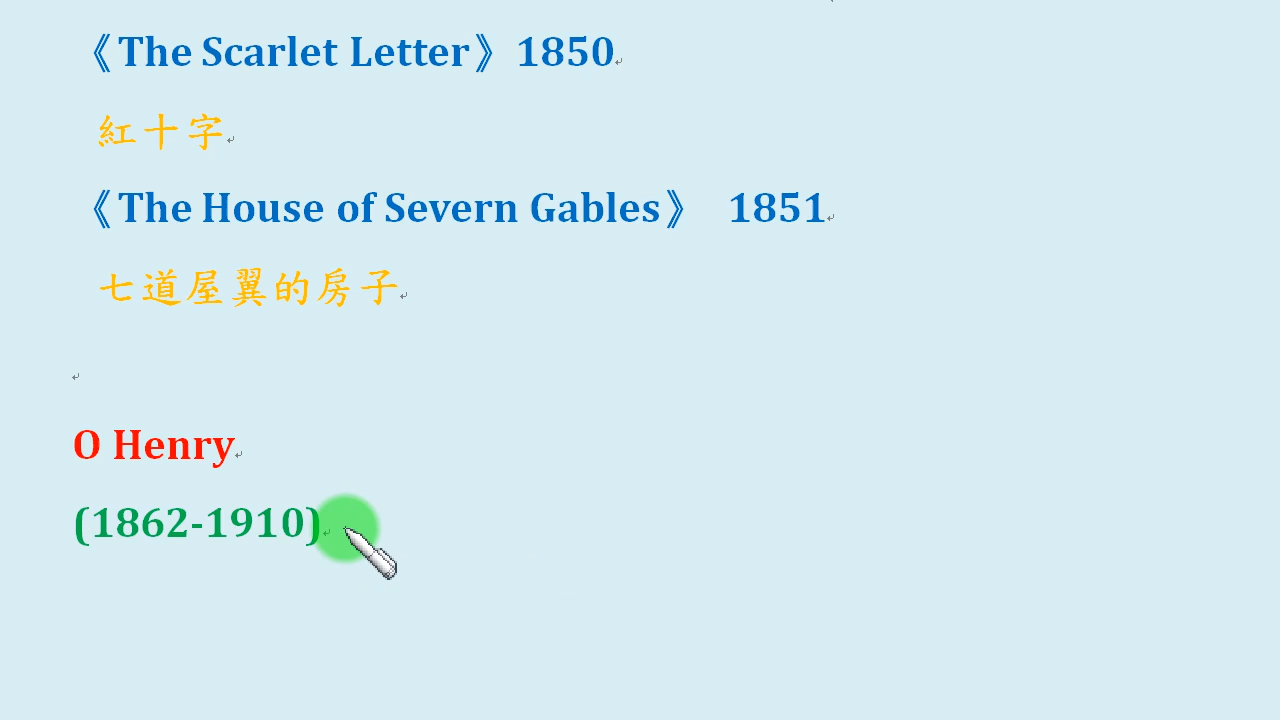 《The Scarlet Letter》1850
紅十字
《The House of Severn Gables》 1851
七道屋翼的房子
O Henry
(1862-1910)